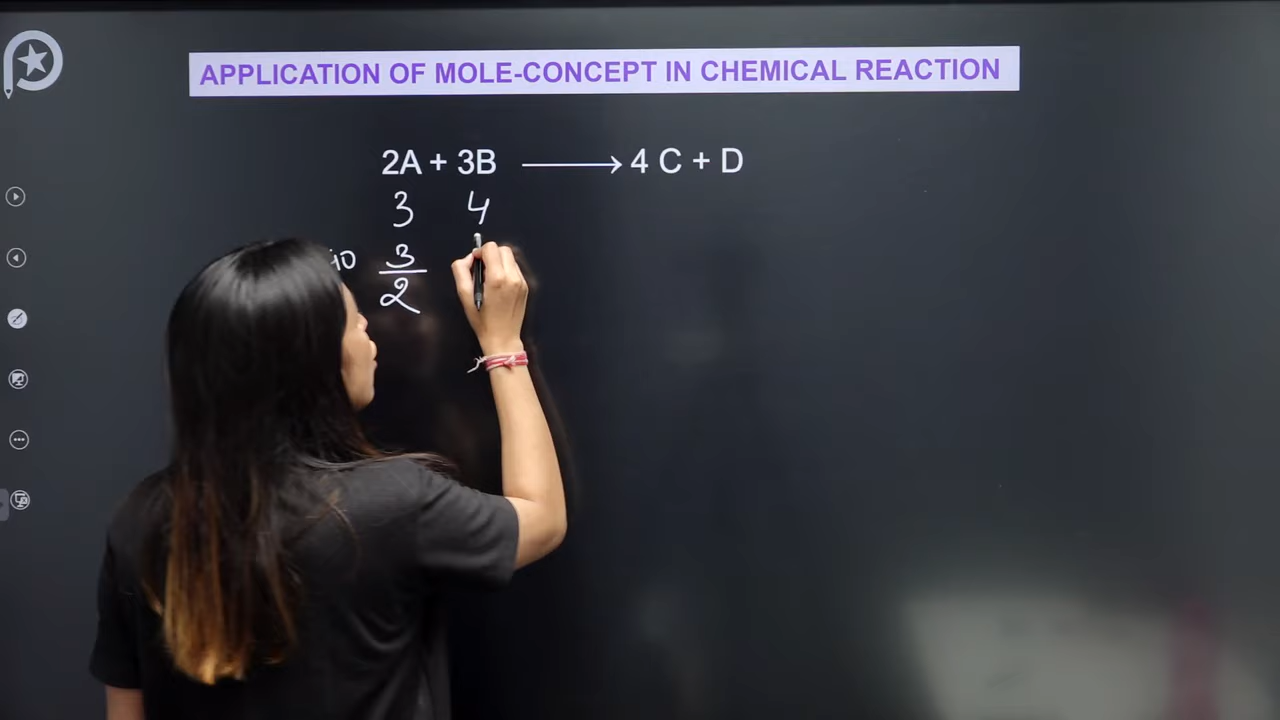 APPLICATION OF MOLE-CONCEPT IN CHEMICAL REACTION
2A + 3B ⟶ 4 C + D
3 4
3
2